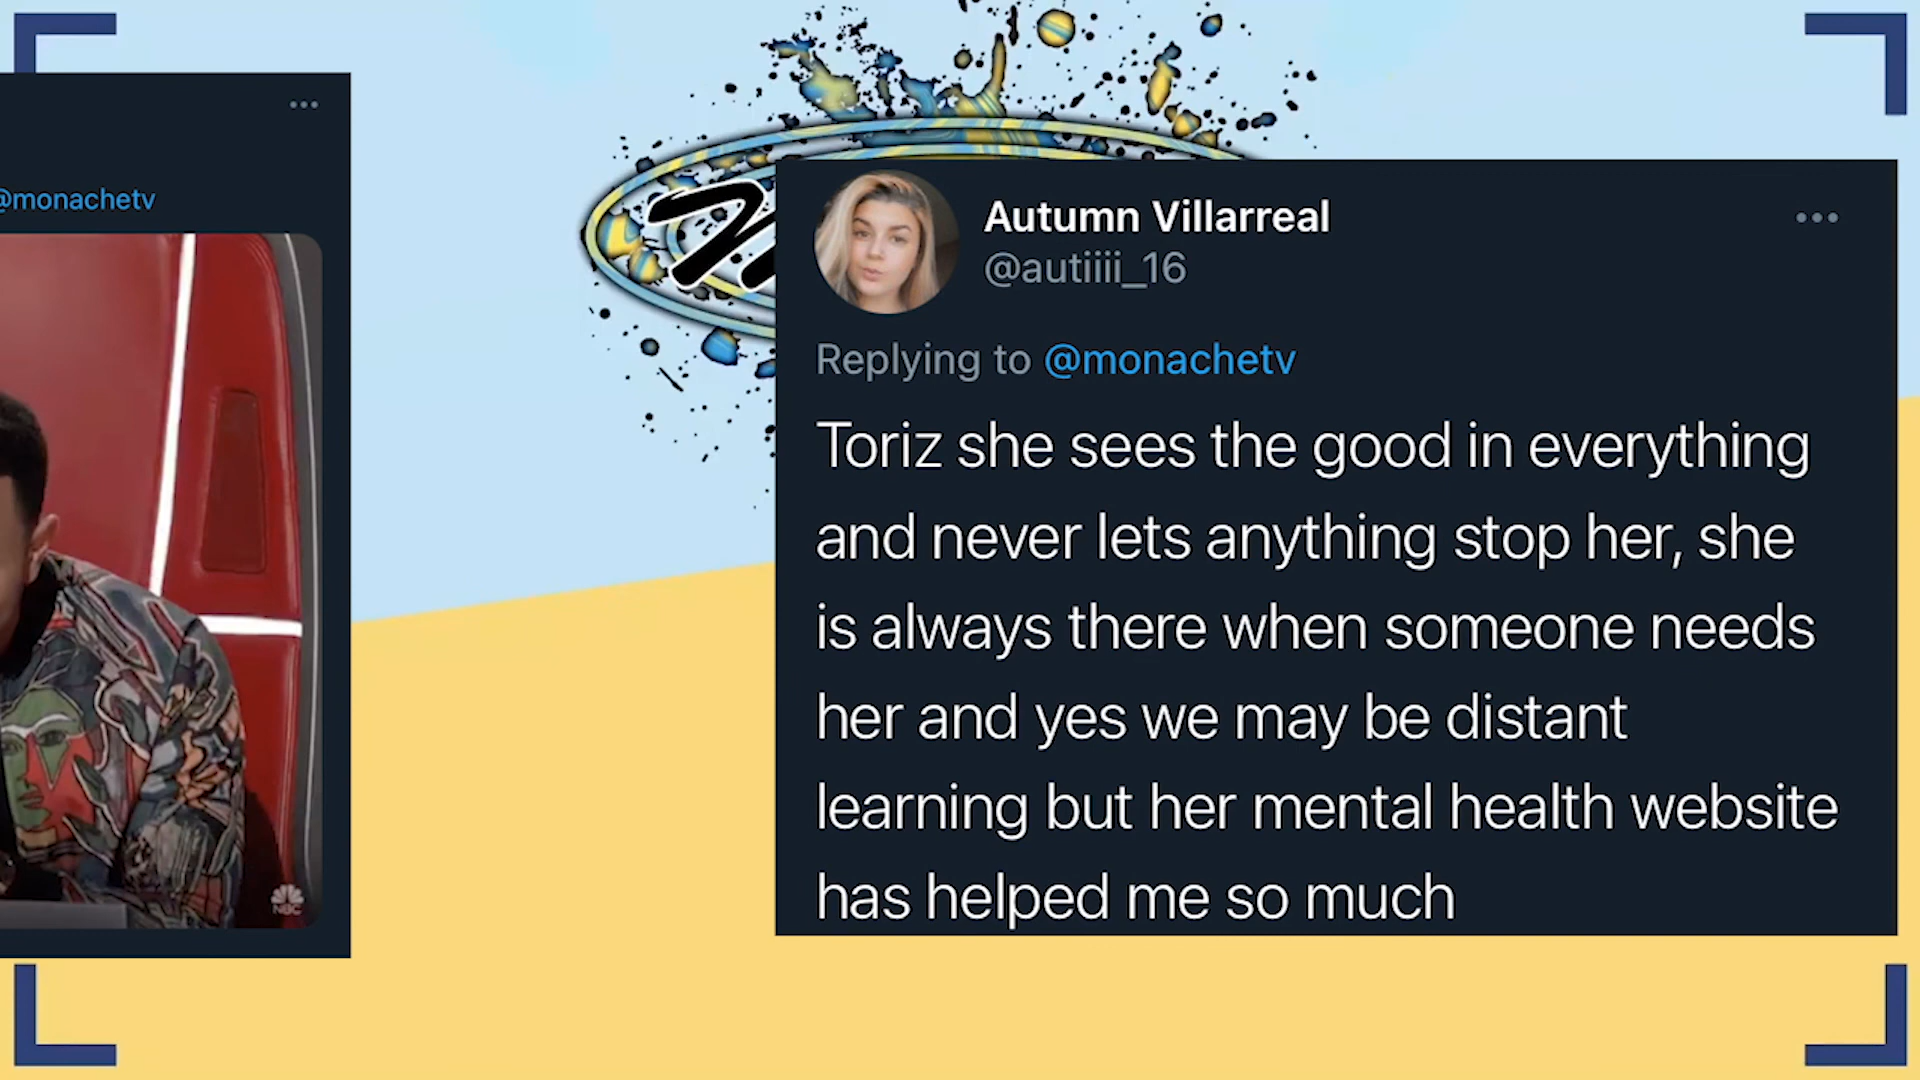 @monachetv
NBC
Autumn Villarreal
@autiiii_16
Replying to @monachetv
Toriz she sees the good in everything
and never lets anything stop her, she
is always there when someone needs
her and yes we may be distant
learning but her mental health website
has helped me so much